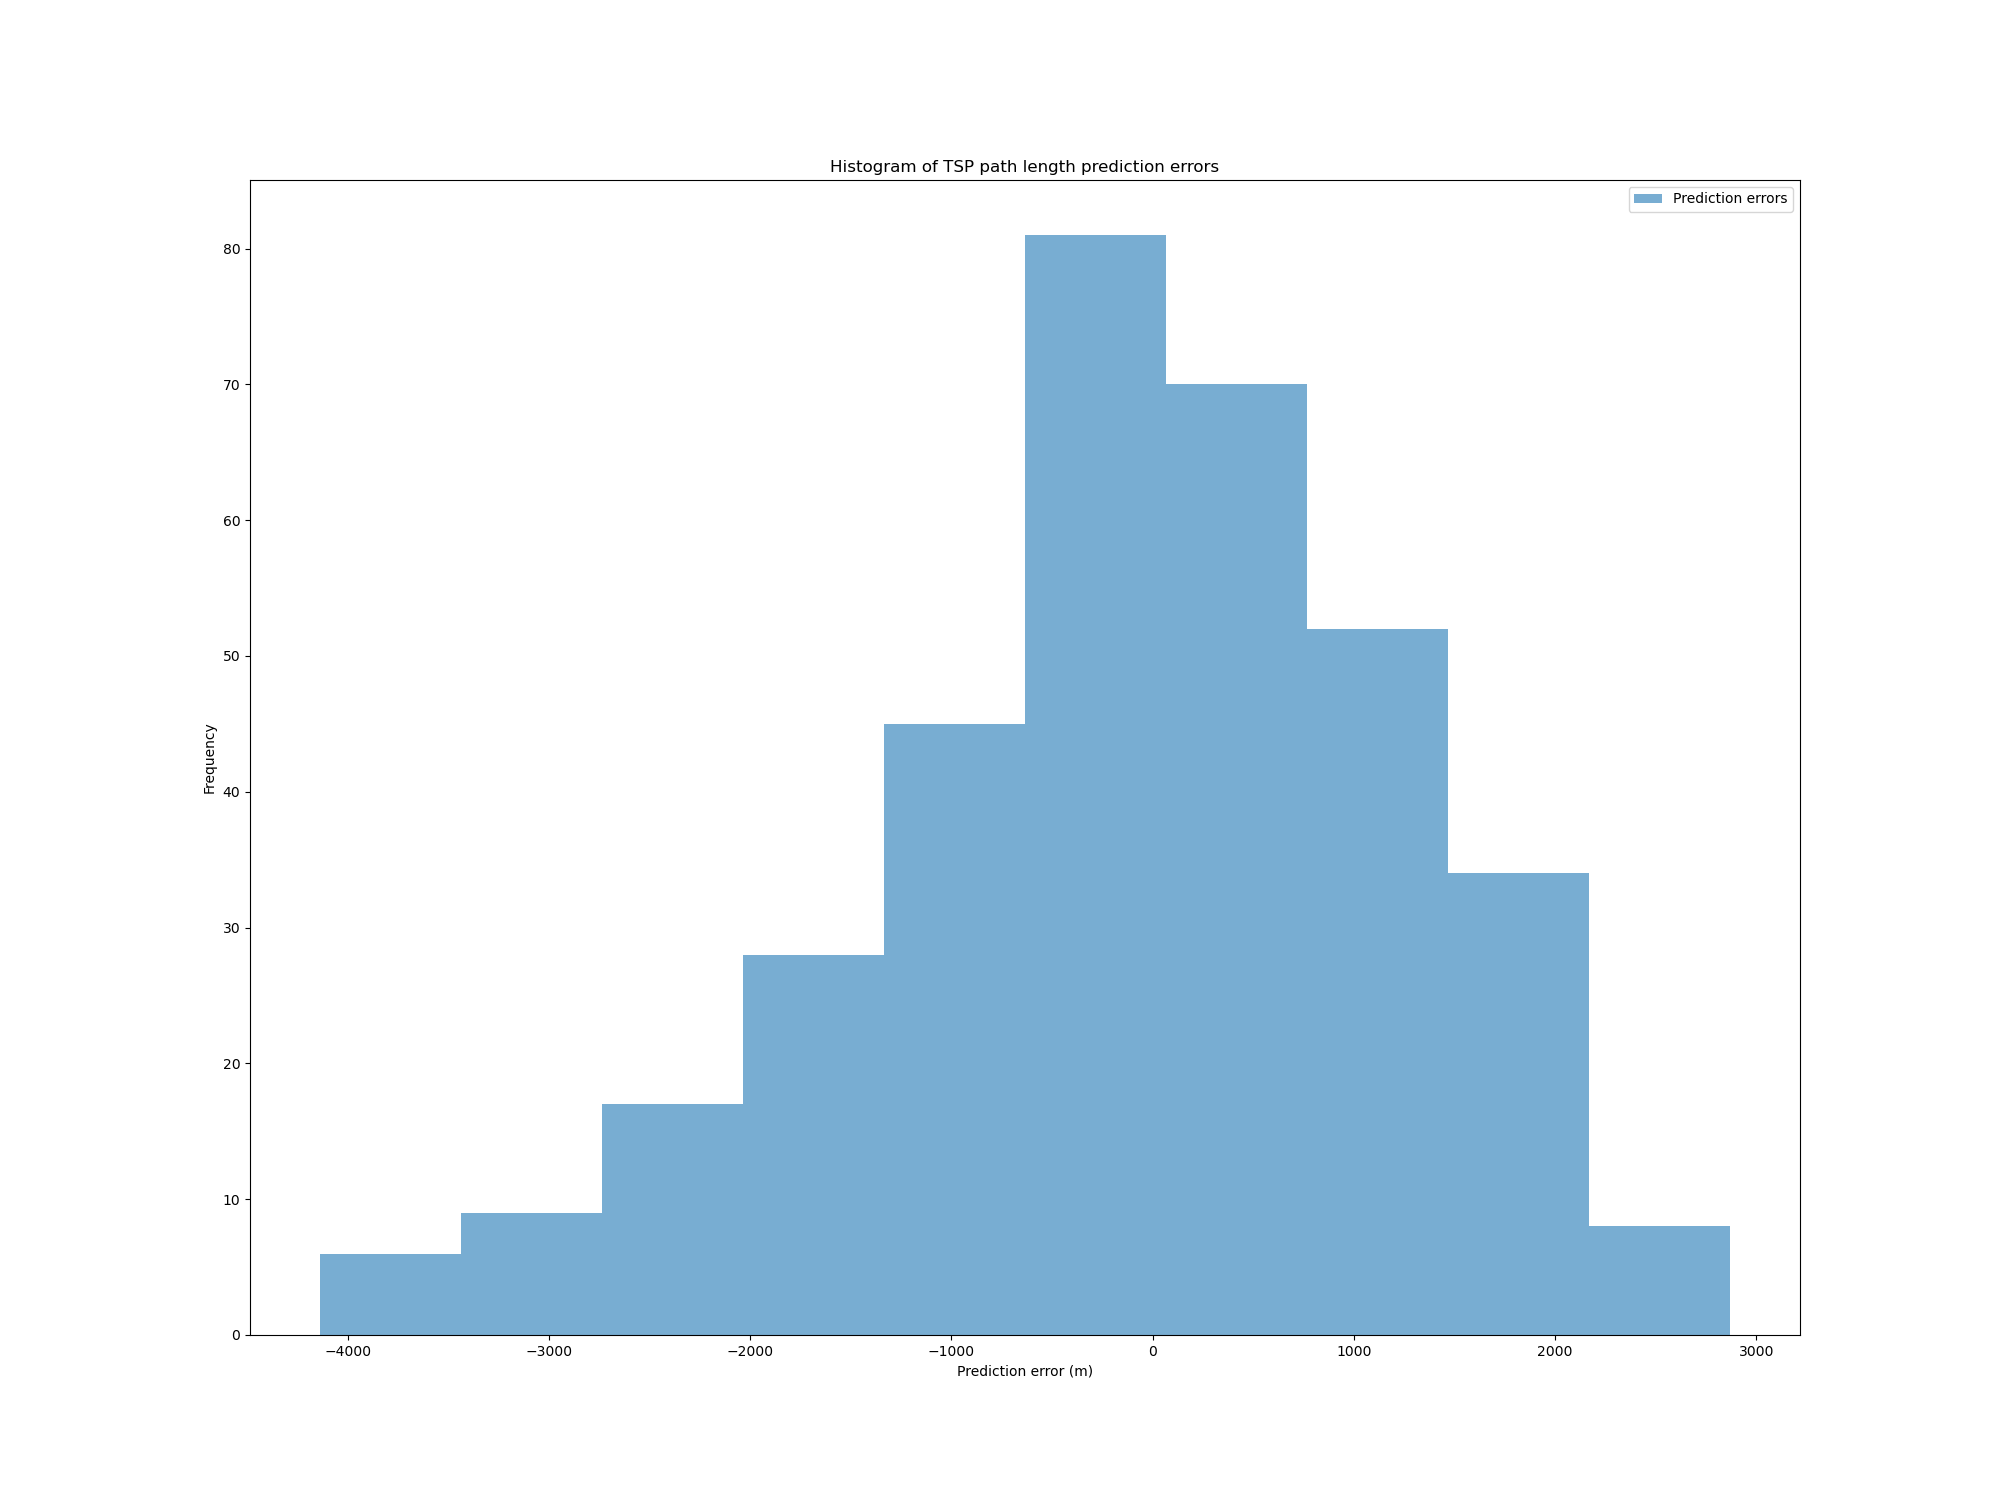 Histogram of TSP path length prediction errors
Prediction errors
80
70
60
50
40
30
20
10
0
Frequency
−4000 −3000 −2000 −1000 0 1000 2000 3000
Prediction error (m)